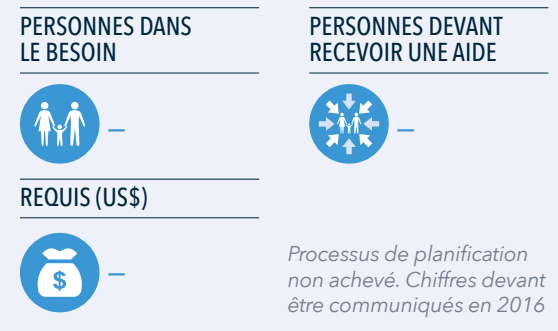 PERSONNES DANS
LE BESOIN
–
PERSONNES DEVANT
RECEVOIR UNE AIDE
–
REQUIS (US$)
$
–
Processus de planification
non achevé. Chiffres devant
être communiqués en 2016